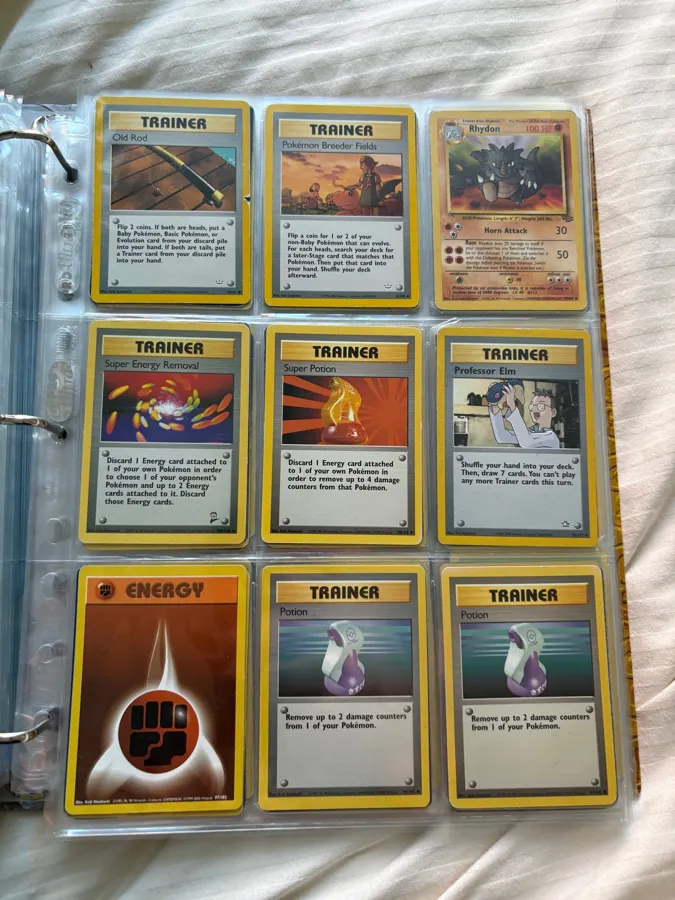 TRAINER
Old Rod
Flip 2 coins. If both are heads, put a
Baby Pokémon, Basic Pokémon, or
Evolution card from your discard pile
into your hand. If both are tails, put
a Trainer card from your discard pile
into your hand.
TRAINER
Pokémon Breeder Fields
Flip a coin for 1 or 2 of your
non-Baby Pokémon that can evolve.
For each heads, search your deck for
a later-Stage card that matches that
Pokémon. Then put that card into
your hand. Shuffle your deck
afterward.
Rhydon
100 HP
Horn Attack 30
Ram
50
TRAINER
Super Energy Removal
Discard 1 Energy card attached to
1 of your own Pokémon in order
to choose 1 of your opponent's
Pokémon and up to 2 Energy
cards attached to it. Discard
those Energy cards.
TRAINER
Super Potion
Discard 1 Energy card attached
to 1 of your own Pokémon in
order to remove up to 4 damage
counters from that Pokémon.
TRAINER
Professor Elm
Shuffle your hand into your deck.
Then, draw 7 cards. You can't play
any more Trainer cards this turn.
ENERGY
97/102
TRAINER
Potion
Remove up to 2 damage counters
from 1 of your Pokémon.
TRAINER
Potion
Remove up to 2 damage counters
from 1 of your Pokémon.